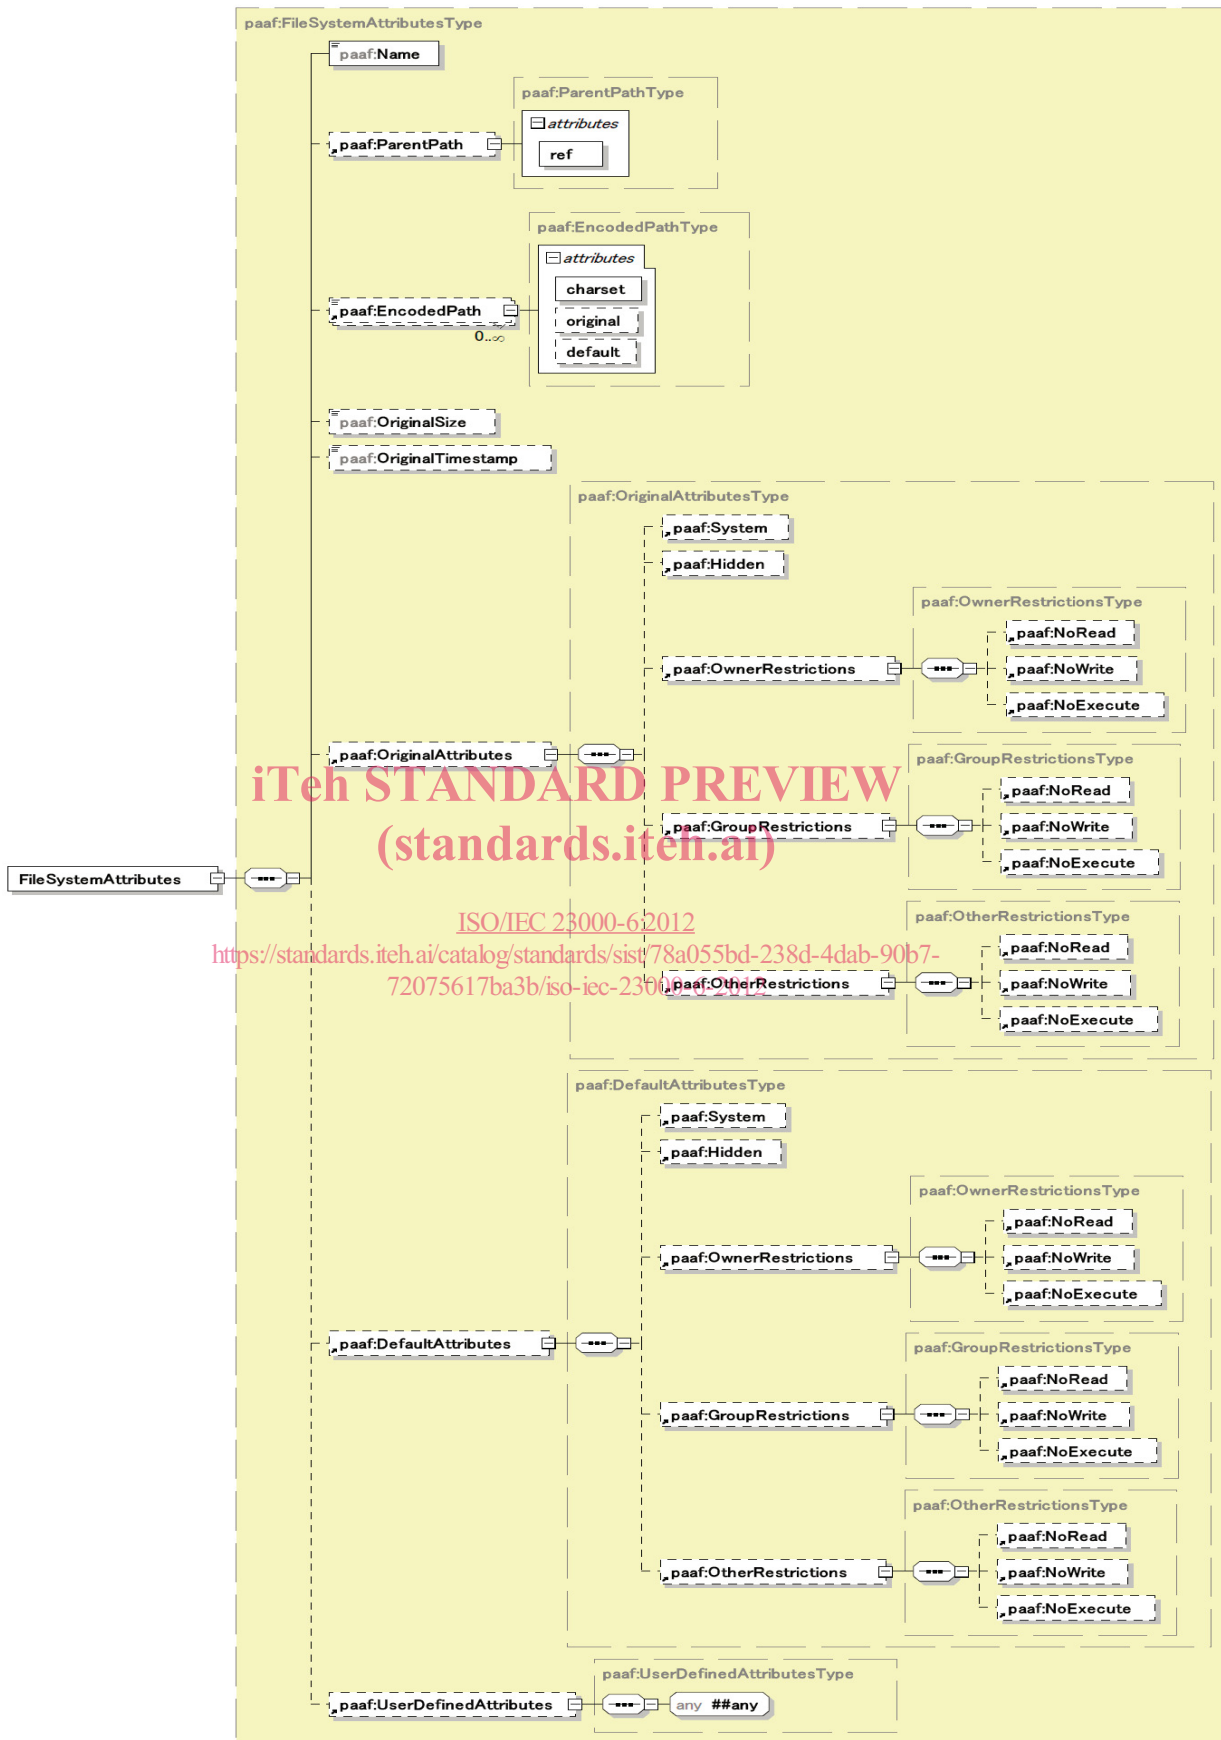 paaf:FileSystemAttributesType
paaf:Name
paaf:ParentPathType
attributes
paaf:ParentPath
ref
paaf:EncodedPathType
attributes
charset
paaf:EncodedPath
original
0..∞
default
paaf:OriginalSize
paaf:OriginalTimestamp
paaf:OriginalAttributesType
paaf:System
paaf:Hidden
paaf:OwnerRestrictionsType
paaf:NoRead
paaf:OwnerRestrictions
paaf:NoWrite
paaf:NoExecute
paaf:OriginalAttributes
paaf:GroupRestrictionsType
iTeh STANDARD PREVIEW
paaf:NoRead
paaf:GroupRestrictions
paaf:NoWrite
(standards.iteh.ai)
paaf:NoExecute
FileSystemAttributes
paaf:OtherRestrictionsType
ISO/IEC 23000-6:2012
paaf:NoRead
https://standards.iteh.ai/catalog/standards/sist/78a055bd-238d-4dab-90b7-
72075617ba3b/iso-iec-23000-6-2012
paaf:OtherRestrictions
paaf:NoWrite
paaf:NoExecute
paaf:DefaultAttributesType
paaf:System
paaf:Hidden
paaf:OwnerRestrictionsType
paaf:NoRead
paaf:OwnerRestrictions
paaf:NoWrite
paaf:NoExecute
paaf:DefaultAttributes
paaf:GroupRestrictionsType
paaf:NoRead
paaf:GroupRestrictions
paaf:NoWrite
paaf:NoExecute
paaf:OtherRestrictionsType
paaf:NoRead
paaf:OtherRestrictions
paaf:NoWrite
paaf:NoExecute
paaf:UserDefinedAttributesType
paaf:UserDefinedAttributes
any ##any